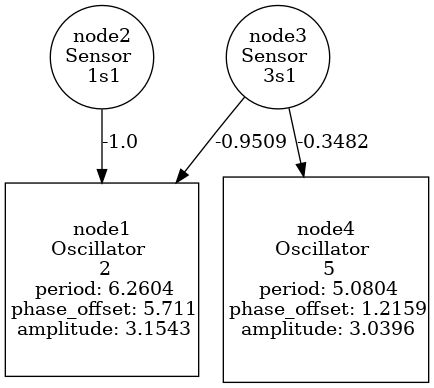 node2
Sensor
1s1
node3
Sensor
3s1
-1.0
-0.9509
-0.3482
node1
Oscillator
2
period: 6.2604
phase_offset: 5.711
amplitude: 3.1543
node4
Oscillator
5
period: 5.0804
phase_offset: 1.2159
amplitude: 3.0396